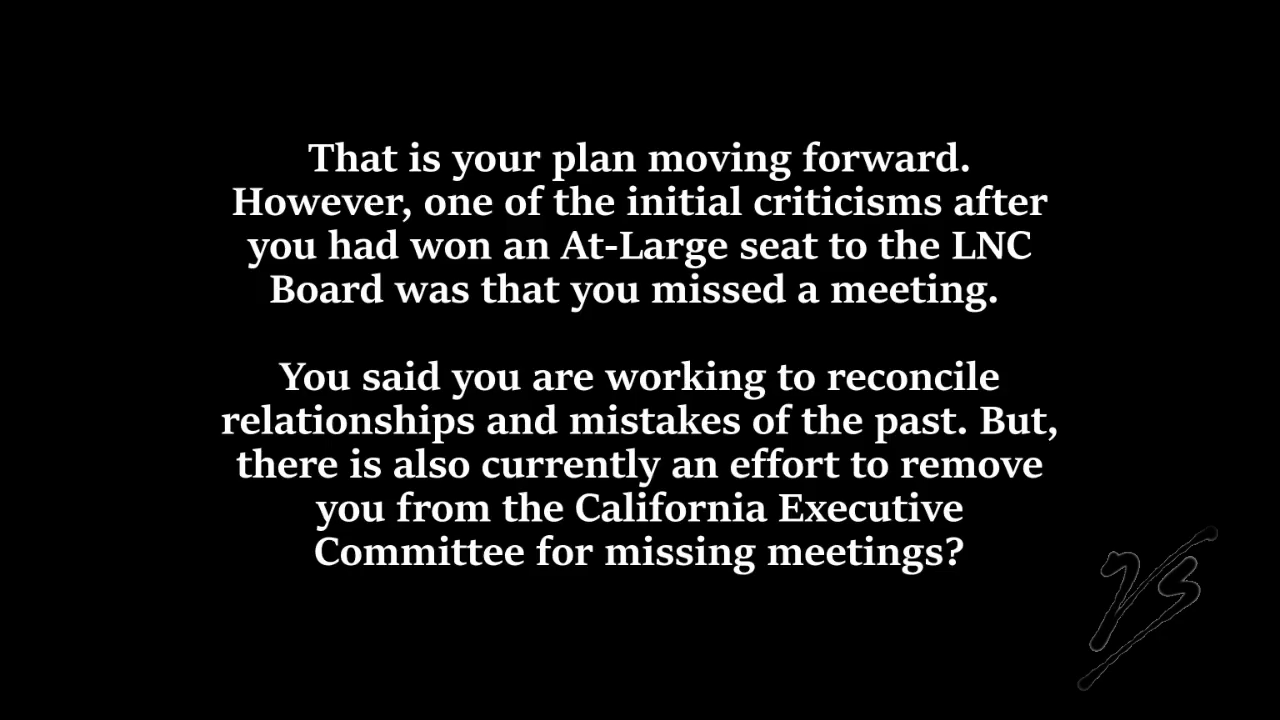 That is your plan moving forward.
However, one of the initial criticisms after
you had won an At-Large seat to the LNC
Board was that you missed a meeting.
You said you are working to reconcile
relationships and mistakes of the past. But,
there is also currently an effort to remove
you from the California Executive
Committee for missing meetings?